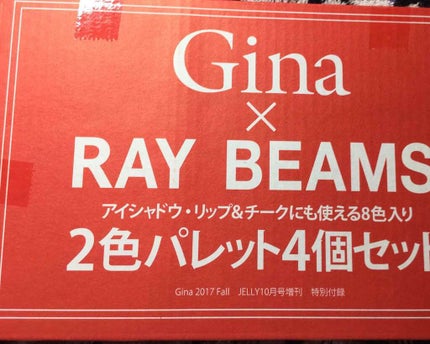 Gina
×
RAY BEAMS
アイシャドウ・リップ&チークにも使える8色入り
2色パレット4個セット
Gina 2017 Fall JELLY10月号増刊 特別付録